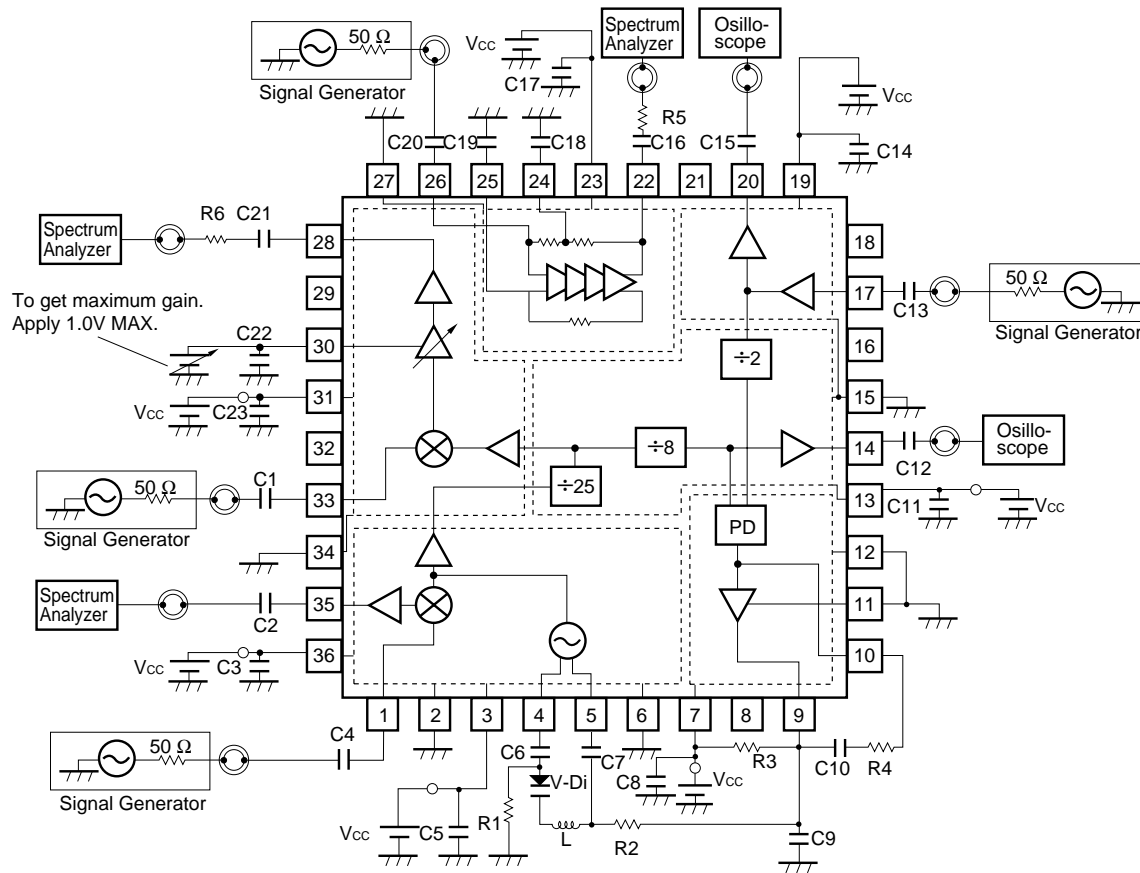 50 Ω
Signal Generator
VCC
C17
Spectrum
Analyzer
Osillo-
scope
R5
VCC
C20
C19
C18
C16
C15
C14
27
26
25
24
23
22
21
20
19
Spectrum
Analyzer
R6
C21
28
18
29
17
C13
50 Ω
Signal Generator
To get maximum gain.
Apply 1.0V MAX.
C22
30
÷2
16
VCC
C23
31
15
32
÷8
14
C12
Osillo-
scope
50 Ω
Signal Generator
C1
33
÷25
13
C11
VCC
PD
34
12
Spectrum
Analyzer
C2
35
11
VCC
C3
36
10
1
2
3
4
5
6
7
8
9
50 Ω
Signal Generator
C4
C6
C7
R3
C10
R4
V-Di
C8
VCC
VCC
C5
R1
L
R2
C9